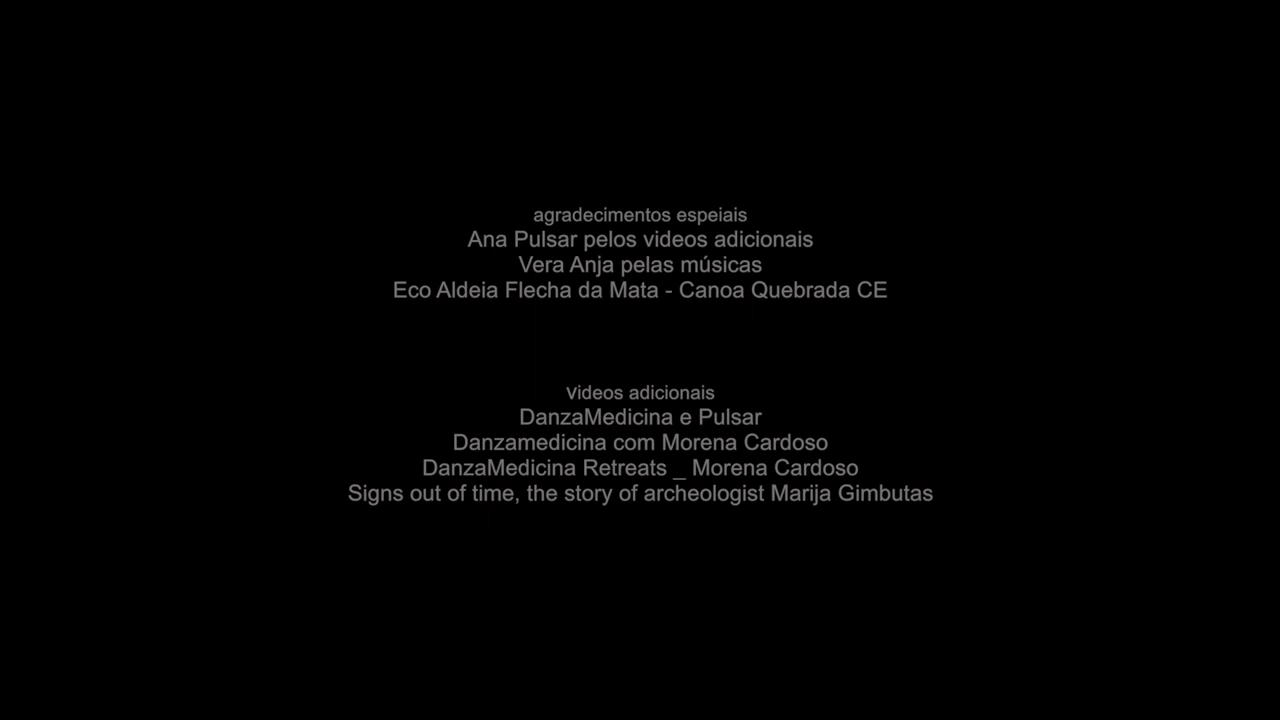 agradecimentos espeiais
Ana Pulsar pelos videos adicionais
Vera Anja pelas músicas
Eco Aldeia Flecha da Mata - Canoa Quebrada CE
videos adicionais
DanzaMedicina e Pulsar
Danzamedicina com Morena Cardoso
DanzaMedicina Retreats _ Morena Cardoso
Signs out of time, the story of archeologist Marija Gimbutas